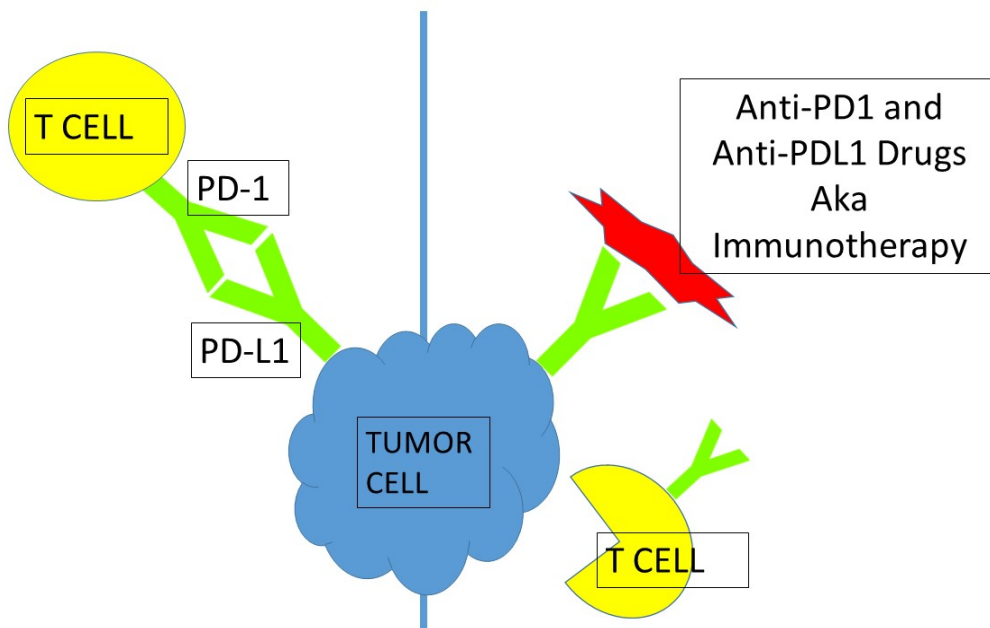 T CELL
PD-1
PD-L1
TUMOR
CELL
Anti-PD1 and
Anti-PDL1 Drugs
Aka
Immunotherapy
T CELL